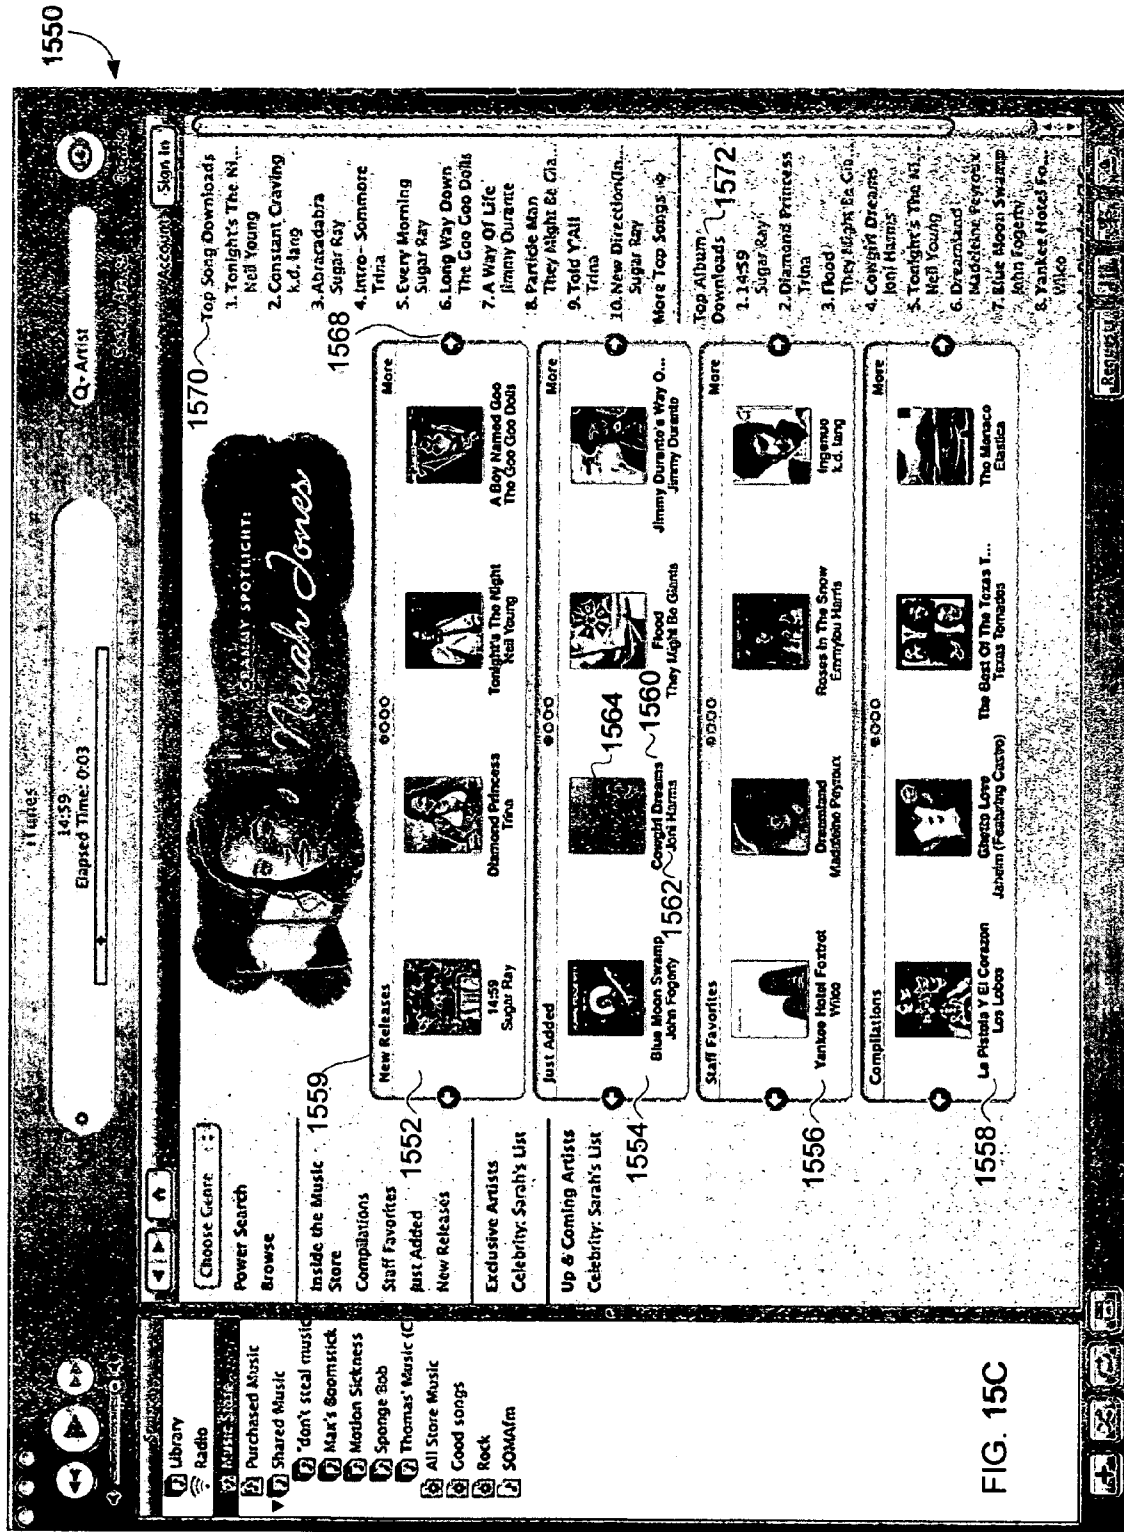 1550
iTunes
14:59
Elapsed Time: 0:03
Q- Artist
Library
Radio
Purchased Music
Shared Music
"don't steal music
Max's Boomstick
Motion Sickness
Sponge Bob
Thomas' Music (C
All Store Music
Good songs
Rock
SOMAfm
Account:
Sign In
Choose Genre
Power Search
Browse
Inside the Music
Store
Compilations
Staff Favorites
Just Added
New Releases
Exclusive Artists
Celebrity: Sarah's List
Up & Coming Artists
Celebrity: Sarah's List
GRAMMY SPOTLIGHT:
1559
1570
1568
New Releases
More
14:59
Sugar Ray
Diamond Princess
Trina
Tonight's The Night
Neil Young
A Boy Named Goo
The Goo Goo Dolls
1552
Just Added
More
Blue Moon Swamp
John Fogerty
Cowgirl Dreams
Joni Harms
Flood
They Might Be Giants
Jimmy Durante's Way O...
Jimmy Durante
1554
1562
1564
1560
Staff Favorites
More
Yankee Hotel Foxtrot
Wilco
Dreamland
Madeleine Peyroux
Roses In The Snow
Emmylou Harris
Ingenue
k.d. lang
1556
Compilations
More
La Pistola Y El Corazon
Los Lobos
Ghetto Love
Jaheim (Featuring Castro)
The Best Of The Texas T...
Texas Tornados
The Menace
Elastica
1558
Top Song Downloads
1. Tonight's The Ni...
Neil Young
2. Constant Craving
k.d. lang
3. Abracadabra
Sugar Ray
4. Intro- Sommore
Trina
5. Every Morning
Sugar Ray
6. Long Way Down
The Goo Goo Dolls
7. A Way Of Life
Jimmy Durante
8. Particle Man
They Might Be Gia...
9. Told Y'All
Trina
10. New Direction(In...
Sugar Ray
More Top Songs
Top Album
Downloads
1572
1. 14:59
Sugar Ray
2. Diamond Princess
Trina
3. Flood
They Might Be Gia...
4. Cowgirl Dreams
Joni Harms
5. Tonight's The Ni...
Neil Young
6. Dreamland
Madeleine Peyroux
7. Blue Moon Swamp
John Fogerty
8. Yankee Hotel Fo...
Wilco
Request
FIG. 15C